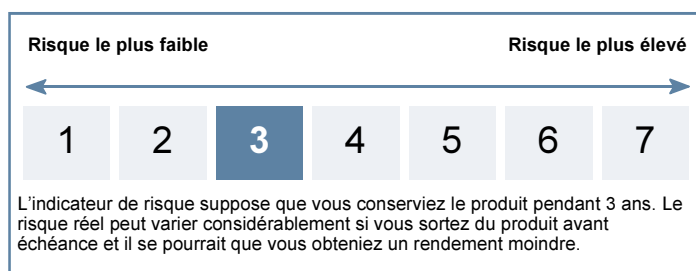 Risque le plus faible Risque le plus élevé
1 2 3 4 5 6 7
L'indicateur de risque suppose que vous conserviez le produit pendant 3 ans. Le
risque réel peut varier considérablement si vous sortez du produit avant
échéance et il se pourrait que vous obteniez un rendement moindre.